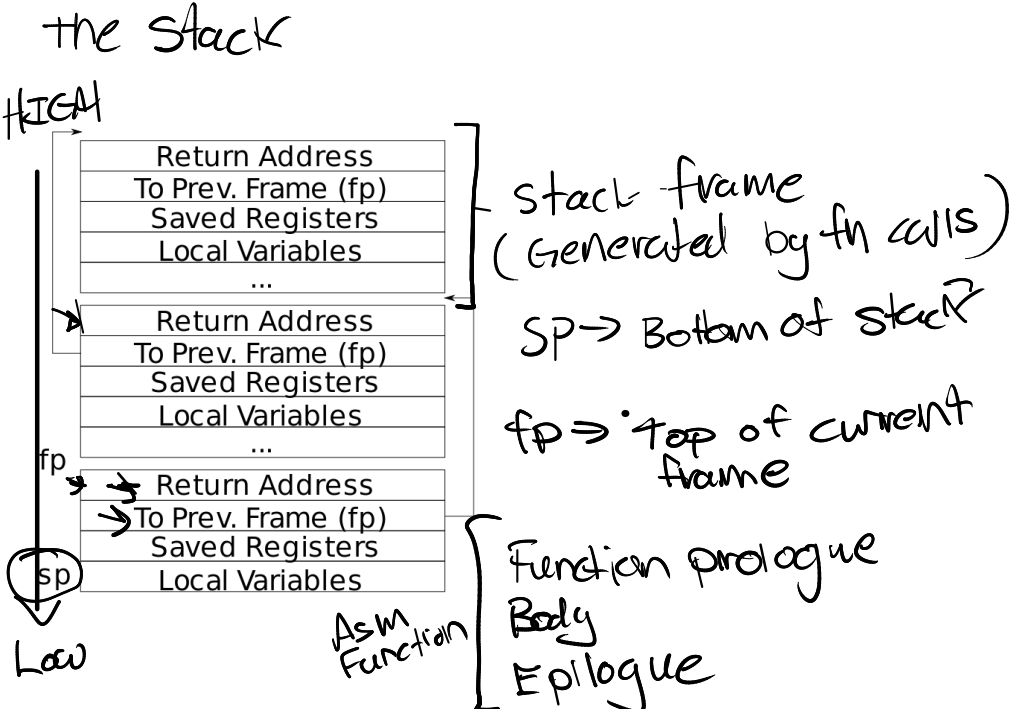 the Stack
HIGH
Return Address
To Prev. Frame (fp)
Saved Registers
Local Variables
...
Stack frame
(Generated by fn calls)
Return Address
To Prev. Frame (fp)
Saved Registers
Local Variables
...
SP → Bottom of stack
fp ⇒ Top of current
frame
fp
Return Address
To Prev. Frame (fp)
Saved Registers
Local Variables
sp
Low
Asm
Function
Function prologue
Body
Epilogue